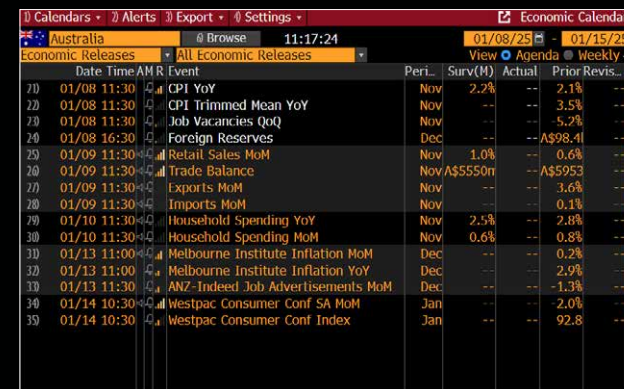 1) Calendars 2) Alerts 3) Export 4) Settings Economic Calenda
Australia 6) Browse 11:17:24 01/08/25 - 01/15/25
Economic Releases All Economic Releases View Agenda Weekly
Date Time A M R Event Peri... Surv(M) Actual Prior Revis...
21) 01/08 11:30 CPI YoY Nov 2.2% -- 2.1% --
22) 01/08 11:30 CPI Trimmed Mean YoY Nov -- -- 3.5% --
23) 01/08 11:30 Job Vacancies QoQ Nov -- -- -5.2% --
24) 01/08 16:30 Foreign Reserves Dec -- -- A$98.4 --
25) 01/09 11:30 Retail Sales MoM Nov 1.0% -- 0.6% --
26) 01/09 11:30 Trade Balance Nov A$5550m -- A$5953 --
27) 01/09 11:30 Exports MoM Nov -- -- 3.6% --
28) 01/09 11:30 Imports MoM Nov -- -- 0.1% --
29) 01/10 11:30 Household Spending YoY Nov 2.5% -- 2.8% --
30) 01/10 11:30 Household Spending MoM Nov 0.6% -- 0.8% --
31) 01/13 11:00 Melbourne Institute Inflation MoM Dec -- -- 0.2% --
32) 01/13 11:00 Melbourne Institute Inflation YoY Dec -- -- 2.9% --
33) 01/13 11:30 ANZ-Indeed Job Advertisements MoM Dec -- -- -1.3% --
34) 01/14 10:30 Westpac Consumer Conf SA MoM Jan -- -- -2.0% --
35) 01/14 10:30 Westpac Consumer Conf Index Jan -- -- 92.8 --